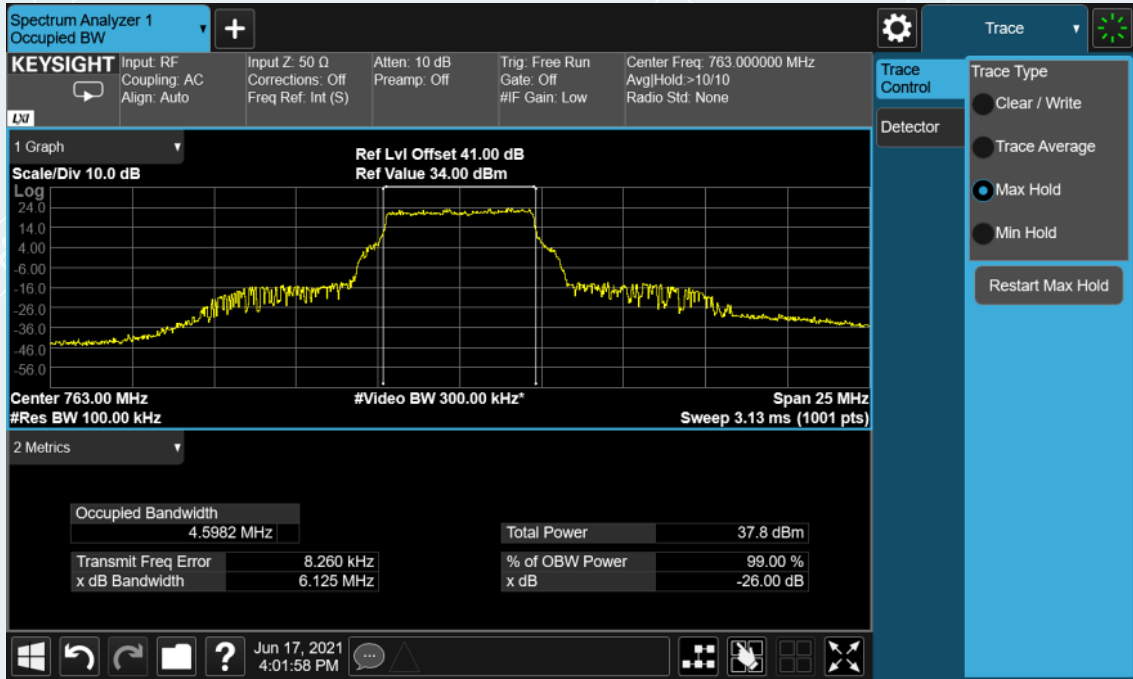 Spectrum Analyzer 1
Occupied BW
+
Trace
KEYSIGHT
LXI
Input: RF
Coupling: AC
Align: Auto
Input Z: 50 Ω
Corrections: Off
Freq Ref: Int (S)
Atten: 10 dB
Preamp: Off
Trig: Free Run
Gate: Off
#IF Gain: Low
Center Freq: 763.000000 MHz
Avg|Hold:>10/10
Radio Std: None
Trace
Control
Detector
Trace Type
Clear / Write
Trace Average
Max Hold
Min Hold
Restart Max Hold
1 Graph
Scale/Div 10.0 dB
Ref Lvl Offset 41.00 dB
Ref Value 34.00 dBm
Log
24.0
14.0
4.00
-6.00
-16.0
-26.0
-36.0
-46.0
-56.0
Center 763.00 MHz
#Video BW 300.00 kHz*
Span 25 MHz
#Res BW 100.00 kHz
Sweep 3.13 ms (1001 pts)
2 Metrics
Occupied Bandwidth
4.5982 MHz
Total Power 37.8 dBm
Transmit Freq Error 8.260 kHz
% of OBW Power 99.00 %
x dB Bandwidth 6.125 MHz
x dB -26.00 dB
?
Jun 17, 2021
4:01:58 PM